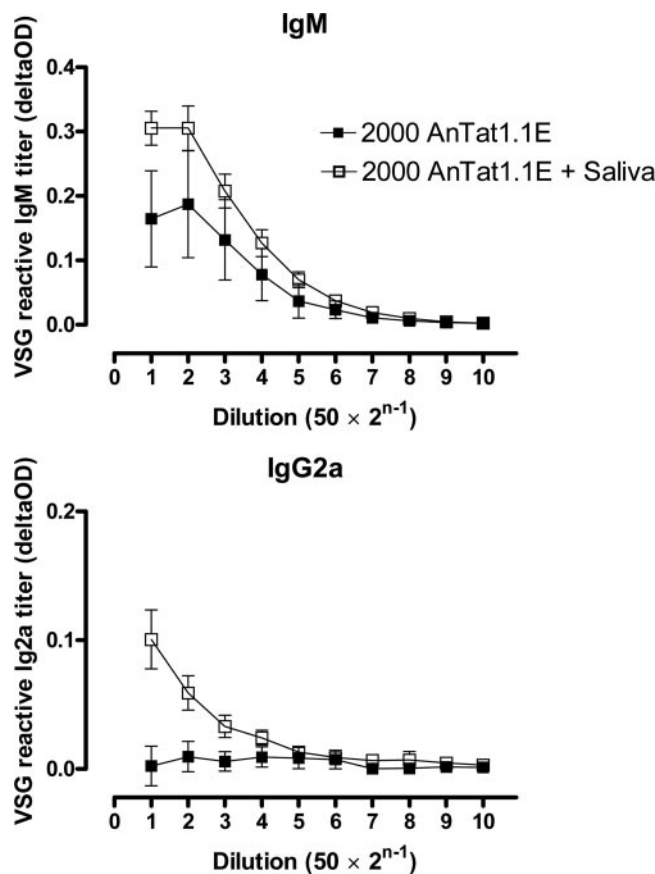 IgM
VSG reactive IgM titer (deltaOD)
0.4
0.3
0.2
0.1
0.0
2000 AnTat1.1E
2000 AnTat1.1E + Saliva
0 1 2 3 4 5 6 7 8 9 10
Dilution (50 × 2ⁿ⁻¹)
IgG2a
VSG reactive Ig2a titer (deltaOD)
0.2
0.1
0.0
0 1 2 3 4 5 6 7 8 9 10
Dilution (50 × 2ⁿ⁻¹)